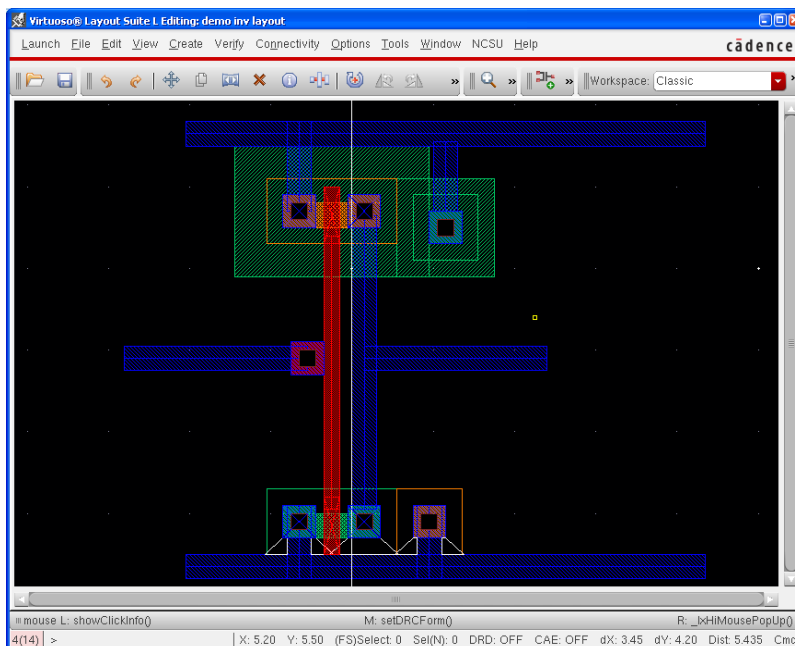 Virtuoso® Layout Suite L Editing: demo inv layout
Launch File Edit View Create Verify Connectivity Options Tools Window NCSU Help cādence
» » » Workspace: Classic
mouse L: showClickInfo() M: setDRCForm() R: _lxHiMousePopUp()
4(14) > X: 5.20 Y: 5.50 (FS)Select: 0 Sel(N): 0 DRD: OFF CAE: OFF dX: 3.45 dY: 4.20 Dist: 5.435 Cmd